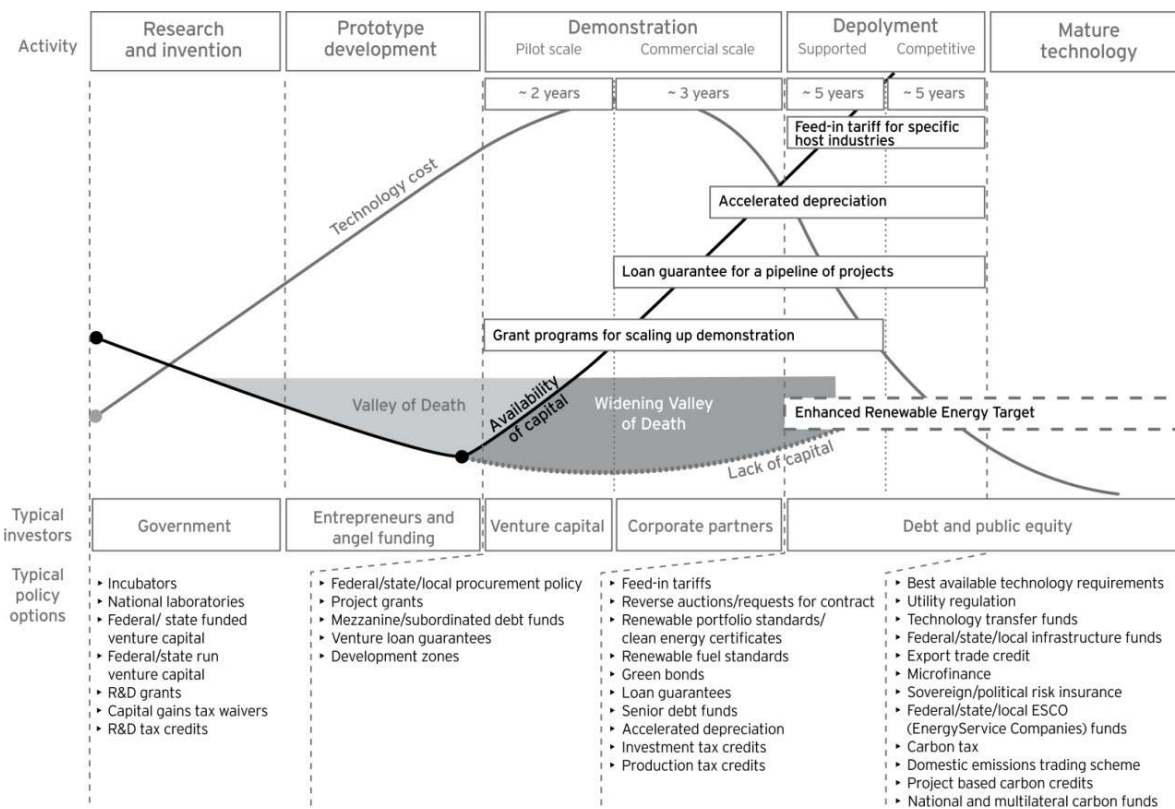 Activity
Research
and invention
Prototype
development
Demonstration
Pilot scale
Commercial scale
Depolyment
Supported
Competitive
Mature
technology
~ 2 years
~ 3 years
~ 5 years
~ 5 years
Feed-in tariff for specific
host industries
Technology cost
Accelerated depreciation
Loan guarantee for a pipeline of projects
Grant programs for scaling up demonstration
Valley of Death
Availability
of capital
Widening Valley
of Death
Enhanced Renewable Energy Target
Lack of capital
Typical
investors
Government
Entrepreneurs and
angel funding
Venture capital
Corporate partners
Debt and public equity
Typical
policy
options
‣ Incubators
‣ National laboratories
‣ Federal/ state funded
venture capital
‣ Federal/state run
venture capital
‣ R&D grants
‣ Capital gains tax waivers
‣ R&D tax credits
‣ Federal/state/local procurement policy
‣ Project grants
‣ Mezzanine/subordinated debt funds
‣ Venture loan guarantees
‣ Development zones
‣ Feed-in tariffs
‣ Reverse auctions/requests for contract
‣ Renewable portfolio standards/
clean energy certificates
‣ Renewable fuel standards
‣ Green bonds
‣ Loan guarantees
‣ Senior debt funds
‣ Accelerated depreciation
‣ Investment tax credits
‣ Production tax credits
‣ Best available technology requirements
‣ Utility regulation
‣ Technology transfer funds
‣ Federal/state/local infrastructure funds
‣ Export trade credit
‣ Microfinance
‣ Sovereign/political risk insurance
‣ Federal/state/local ESCO
(EnergyService Companies) funds
‣ Carbon tax
‣ Domestic emissions trading scheme
‣ Project based carbon credits
‣ National and multilateral carbon funds